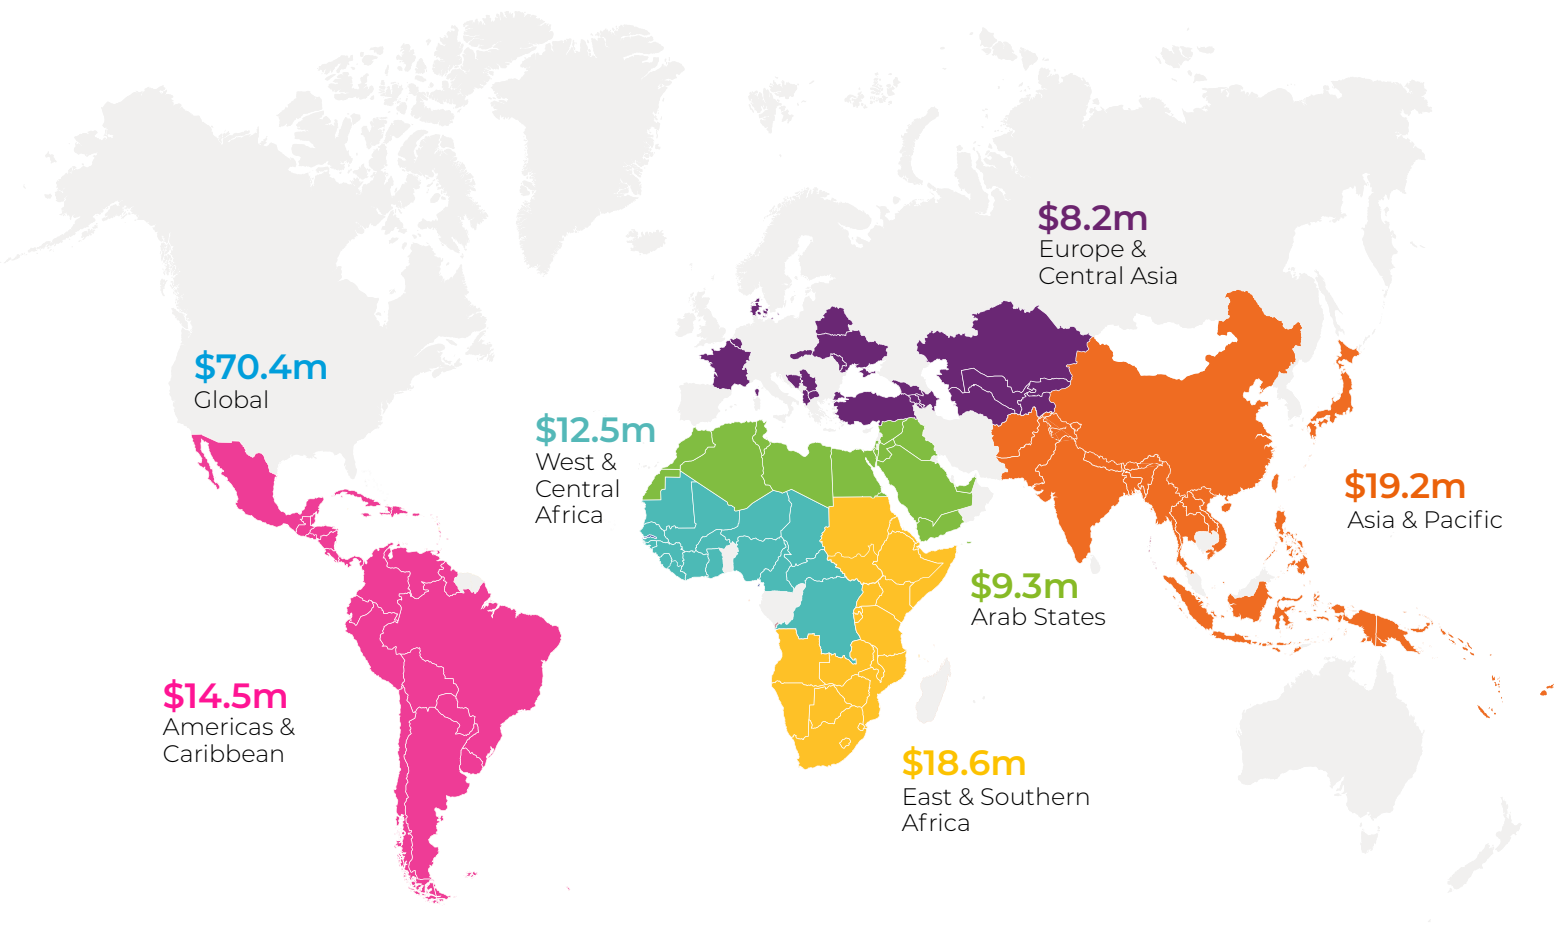 $8.2m
Europe &
Central Asia
$70.4m
Global
$12.5m
West &
Central
Africa
$19.2m
Asia & Pacific
$9.3m
Arab States
$14.5m
Americas &
Caribbean
$18.6m
East & Southern
Africa